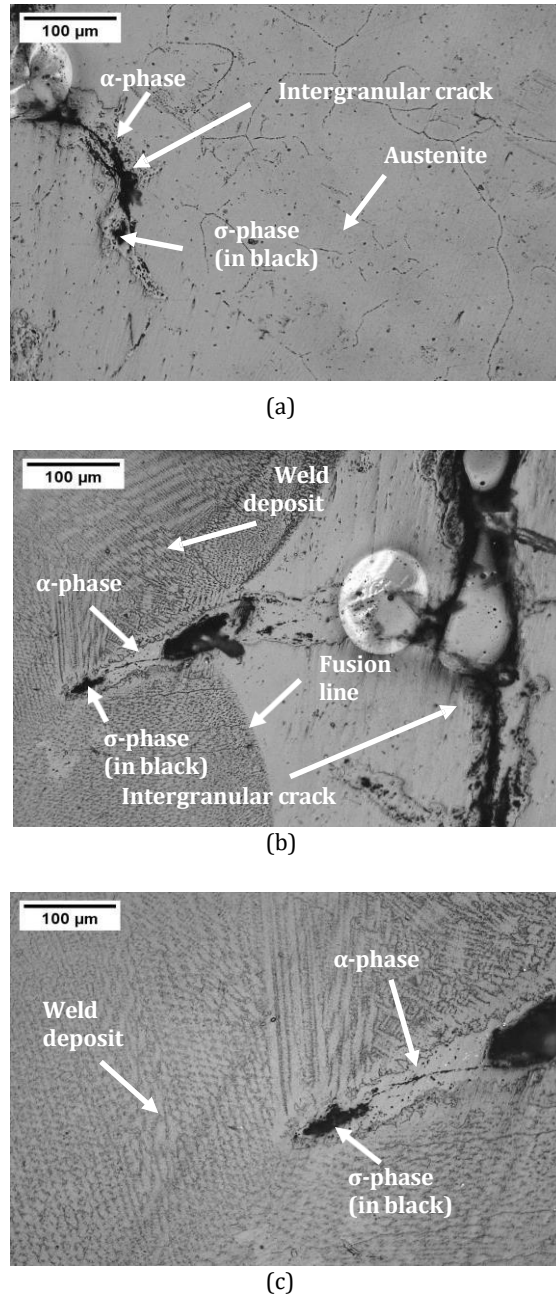 100 µm
α-phase
Intergranular crack
Austenite
σ-phase
(in black)
(a)
100 µm
Weld
deposit
α-phase
Fusion
line
σ-phase
(in black)
Intergranular crack
(b)
100 µm
α-phase
Weld
deposit
σ-phase
(in black)
(c)